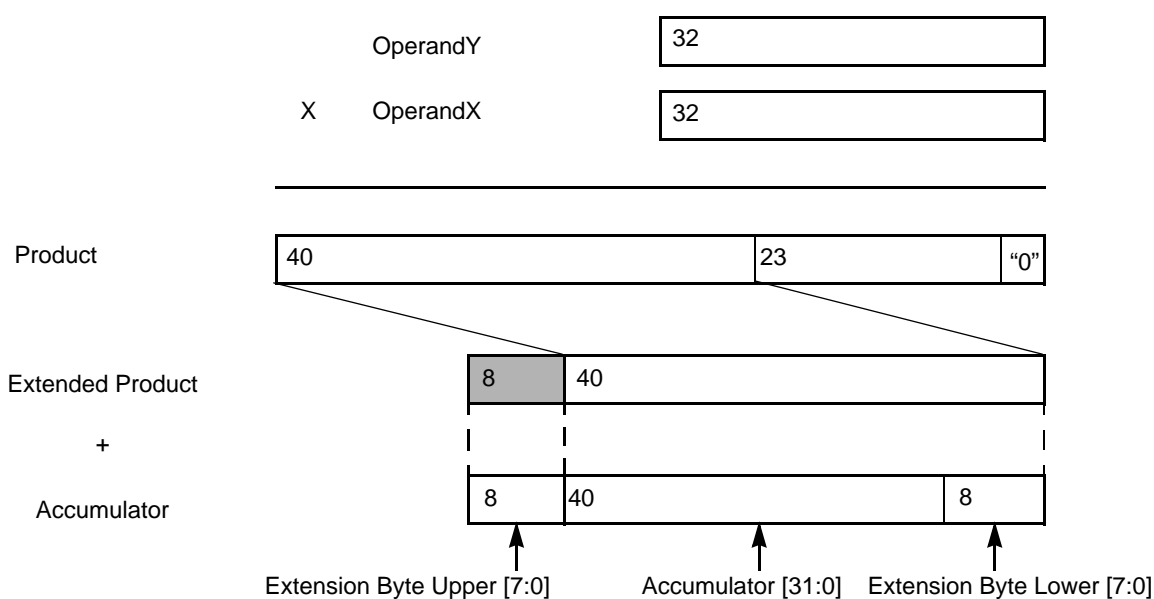 OperandY 32
X OperandX 32
Product 40 23 “0”
Extended Product 8 40
+
Accumulator 8 40 8
Extension Byte Upper [7:0] Accumulator [31:0] Extension Byte Lower [7:0]